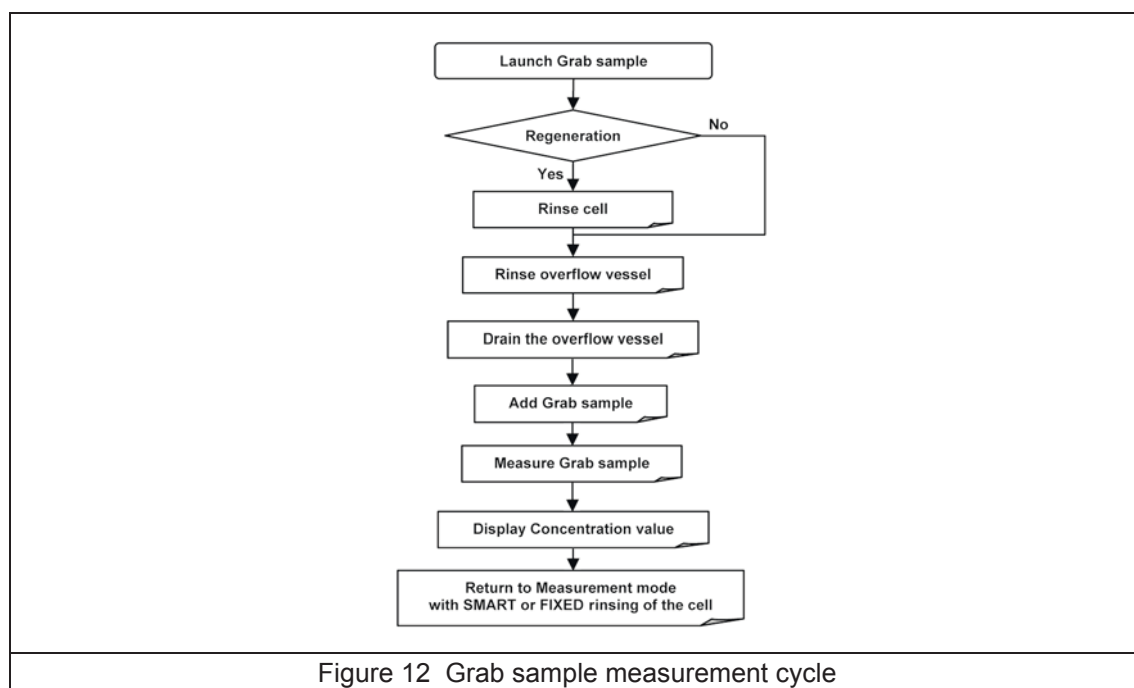 Launch Grab sample
Regeneration
No
Yes
Rinse cell
Rinse overflow vessel
Drain the overflow vessel
Add Grab sample
Measure Grab sample
Display Concentration value
Return to Measurement mode
with SMART or FIXED rinsing of the cell
Figure 12 Grab sample measurement cycle